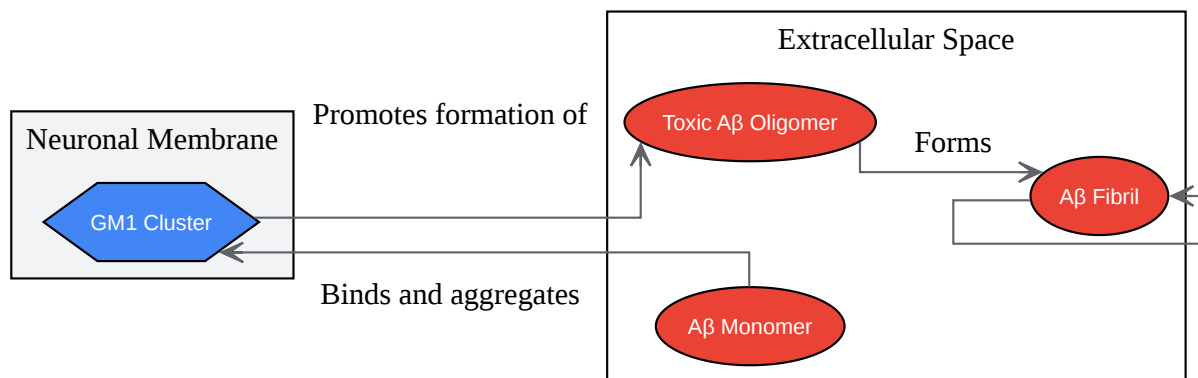 Extracellular Space
Promotes formation of
Toxic Aβ Oligomer
Neuronal Membrane
Forms
Aβ Fibril
GM1 Cluster
Binds and aggregates
Aβ Monomer